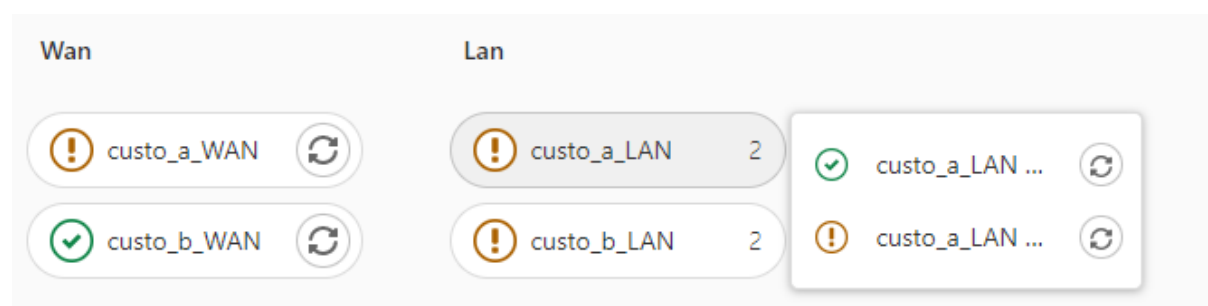 Wan
Lan
custo_a_WAN
custo_a_LAN 2
custo_a_LAN ...
custo_b_WAN
custo_b_LAN 2
custo_a_LAN ...